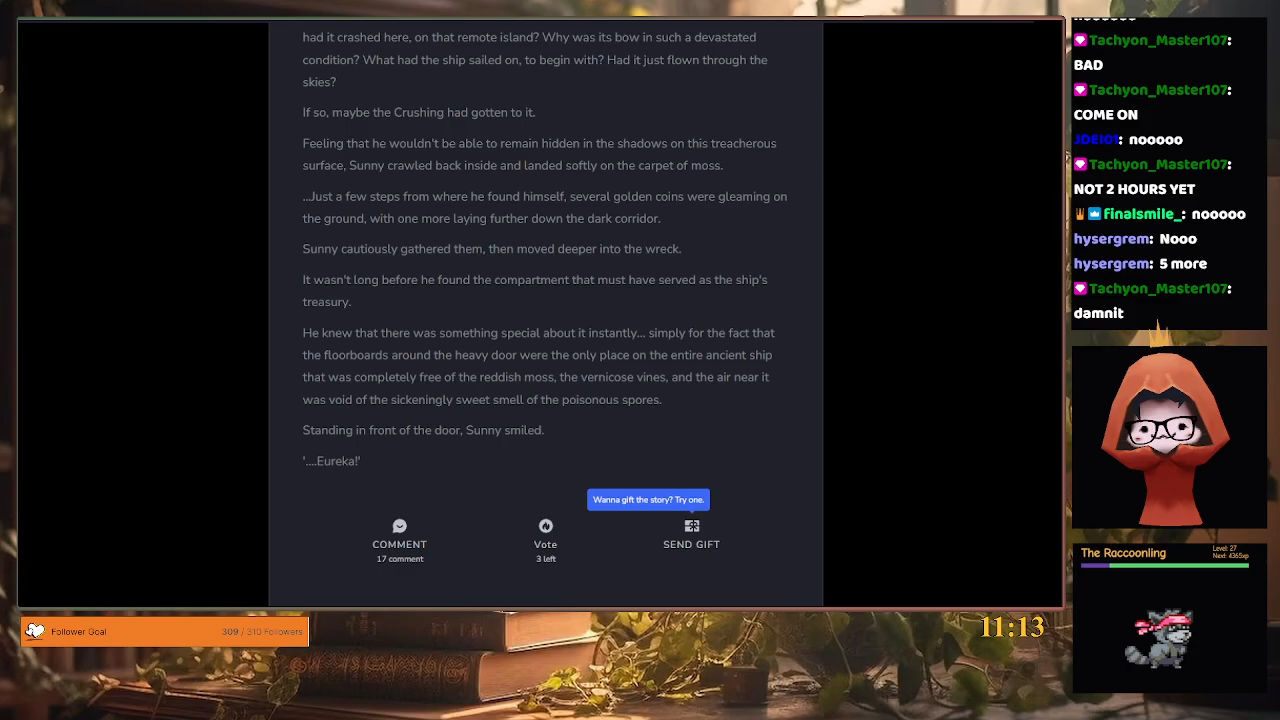 had it crashed here, on that remote island? Why was its bow in such a devastated
condition? What had the ship sailed on, to begin with? Had it just flown through the
skies?
If so, maybe the Crushing had gotten to it.
Feeling that he wouldn't be able to remain hidden in the shadows on this treacherous
surface, Sunny crawled back inside and landed softly on the carpet of moss.
...Just a few steps from where he found himself, several golden coins were gleaming on
the ground, with one more laying further down the dark corridor.
Sunny cautiously gathered them, then moved deeper into the wreck.
It wasn't long before he found the compartment that must have served as the ship's
treasury.
He knew that there was something special about it instantly... simply for the fact that
the floorboards around the heavy door were the only place on the entire ancient ship
that was completely free of the reddish moss, the vernicose vines, and the air near it
was void of the sickeningly sweet smell of the poisonous spores.
Standing in front of the door, Sunny smiled.
'....Eureka!'
Wanna gift the story? Try one.
COMMENT
17 comment
Vote
3 left
SEND GIFT
Tachyon_Master107:
BAD
Tachyon_Master107:
COME ON
JDEI01: nooooo
Tachyon_Master107:
NOT 2 HOURS YET
finalsmile_: nooooo
hysergrem: Nooo
hysergrem: 5 more
Tachyon_Master107:
damnit
The Raccoonling
Level: 27
Next: 4365xp
Follower Goal
309 / 310 Followers
11:13